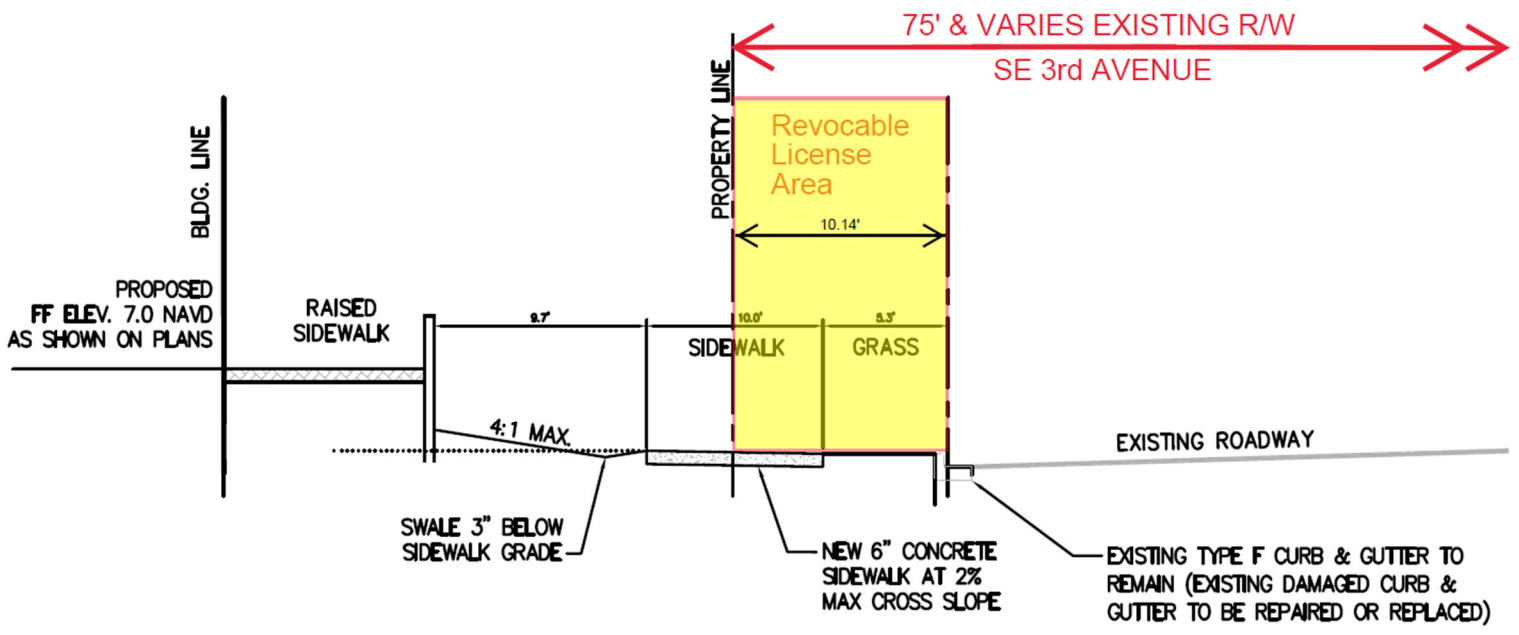 75' & VARIES EXISTING R/W
SE 3rd AVENUE
BLDG. LINE
PROPERTY LINE
Revocable
License
Area
10.14'
PROPOSED
FF ELEV. 7.0 NAVD
AS SHOWN ON PLANS
RAISED
SIDEWALK
9.7'
10.0'
5.3'
SIDEWALK
GRASS
4:1 MAX.
EXISTING ROADWAY
SWALE 3" BELOW
SIDEWALK GRADE
NEW 6" CONCRETE
SIDEWALK AT 2%
MAX CROSS SLOPE
EXISTING TYPE F CURB & GUTTER TO
REMAIN (EXISTING DAMAGED CURB &
GUTTER TO BE REPAIRED OR REPLACED)